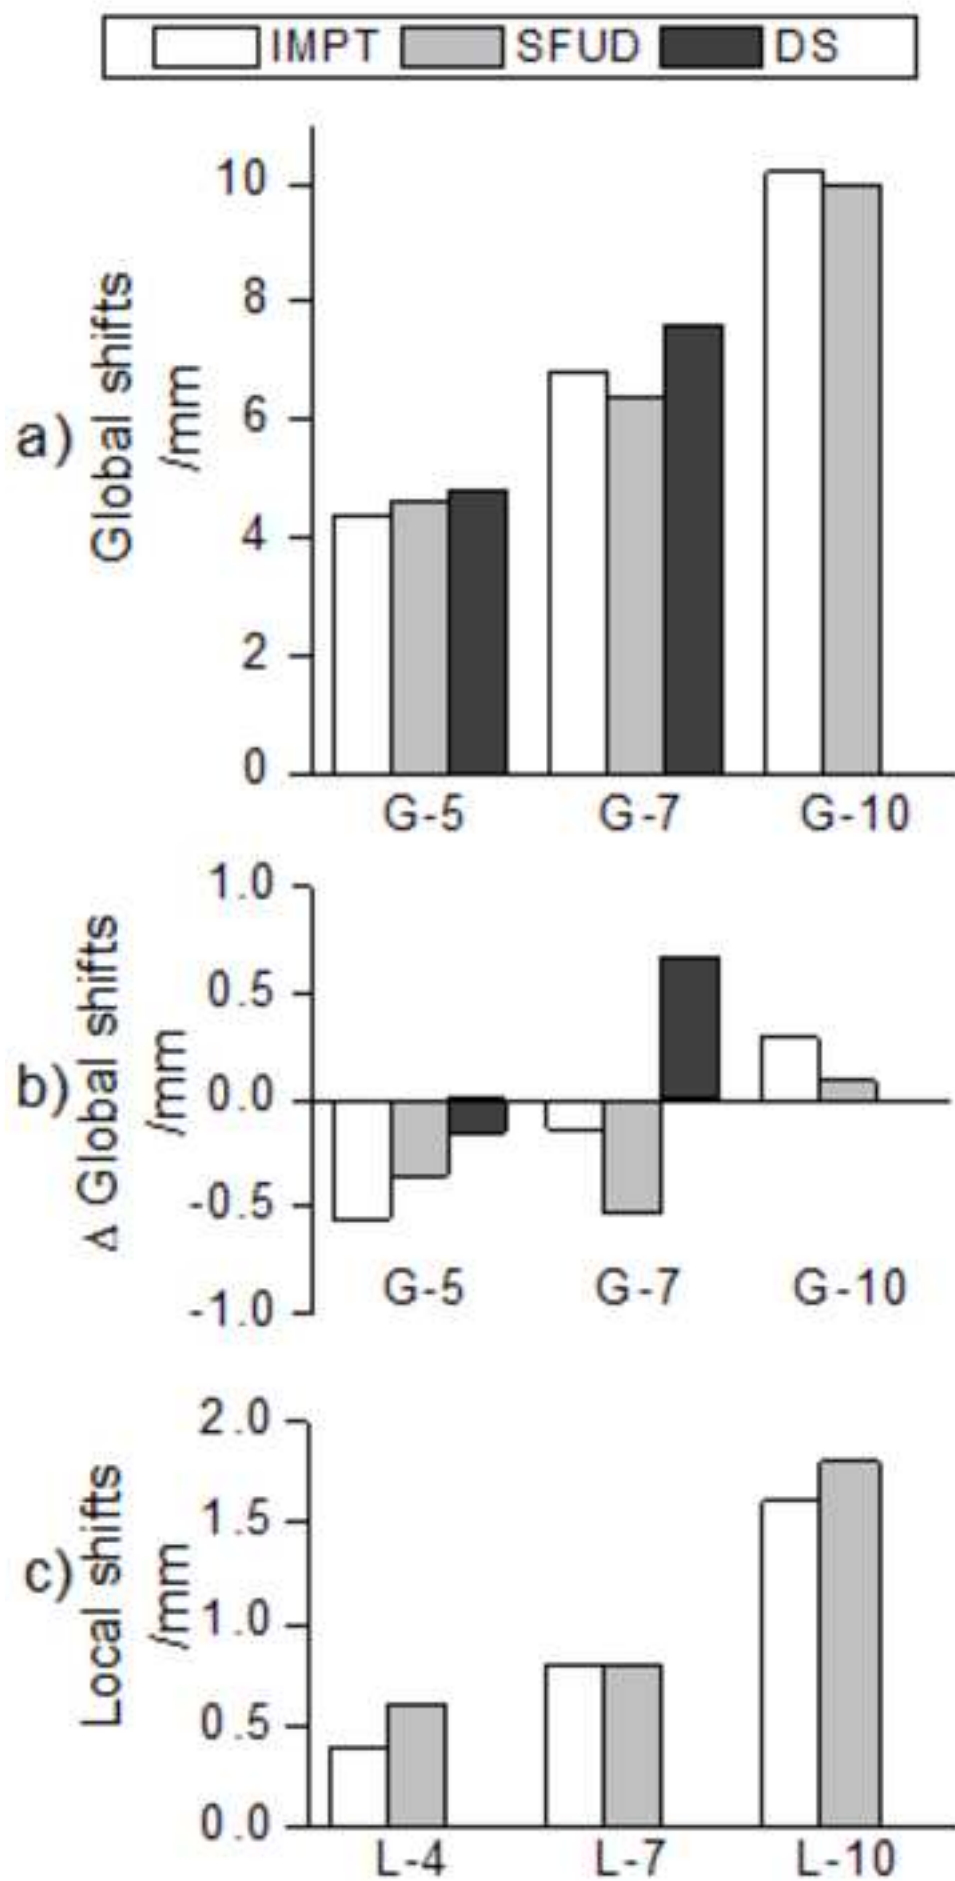 IMPT SFUD DS
a)
Global shifts
/mm
10
8
6
4
2
0
G-5 G-7 G-10
b)
Δ Global shifts
/mm
1.0
0.5
0.0
-0.5
-1.0
G-5 G-7 G-10
c)
Local shifts
/mm
2.0
1.5
1.0
0.5
0.0
L-4 L-7 L-10